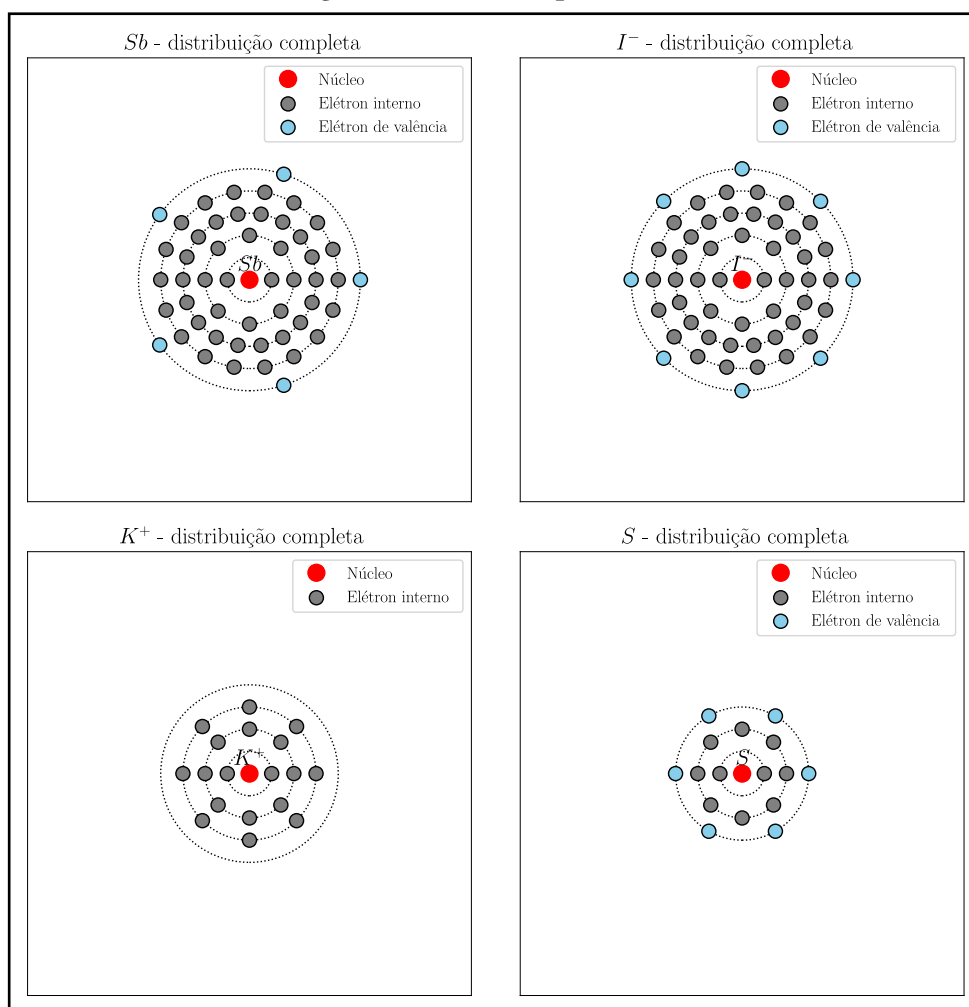 Sb - distribuição completa
Núcleo
Elétron interno
Elétron de valência
Sb
I⁻ - distribuição completa
Núcleo
Elétron interno
Elétron de valência
I⁻
K⁺ - distribuição completa
Núcleo
Elétron interno
K⁺
S - distribuição completa
Núcleo
Elétron interno
Elétron de valência
S